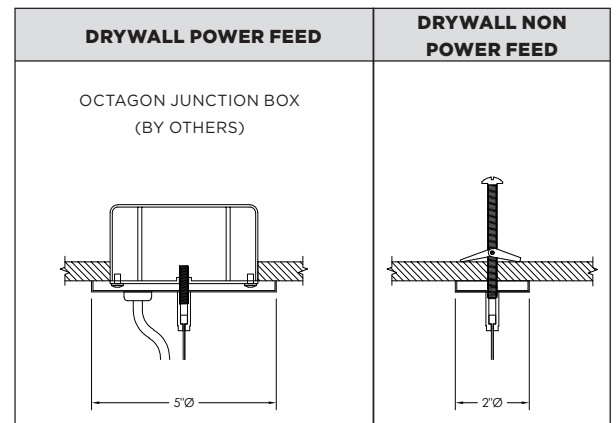 DRYWALL POWER FEED
DRYWALL NON
POWER FEED
OCTAGON JUNCTION BOX
(BY OTHERS)
5"Ø
2"Ø